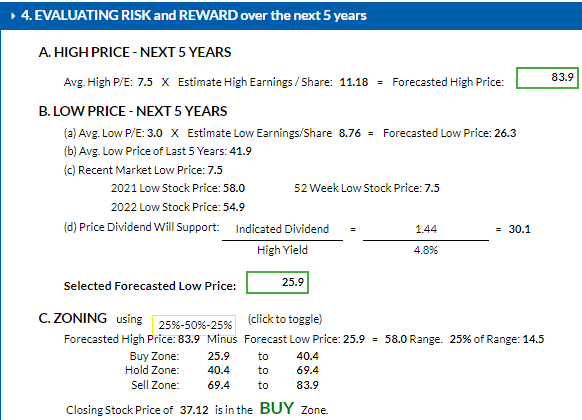 4. EVALUATING RISK and REWARD over the next 5 years
A. HIGH PRICE - NEXT 5 YEARS
Avg. High P/E: 7.5 X Estimate High Earnings / Share: 11.18 = Forecasted High Price: 83.9
B. LOW PRICE - NEXT 5 YEARS
(a) Avg. Low P/E: 3.0 X Estimate Low Earnings/Share 8.76 = Forecasted Low Price: 26.3
(b) Avg. Low Price of Last 5 Years: 41.9
(c) Recent Market Low Price: 7.5
2021 Low Stock Price: 58.0 52 Week Low Stock Price: 7.5
2022 Low Stock Price: 54.9
(d) Price Dividend Will Support: Indicated Dividend = 1.44 = 30.1
High Yield 4.8%
Selected Forecasted Low Price: 25.9
C. ZONING using 25%-50%-25% (click to toggle)
Forecasted High Price: 83.9 Minus Forecast Low Price: 25.9 = 58.0 Range. 25% of Range: 14.5
Buy Zone: 25.9 to 40.4
Hold Zone: 40.4 to 69.4
Sell Zone: 69.4 to 83.9
Closing Stock Price of 37.12 is in the BUY Zone.